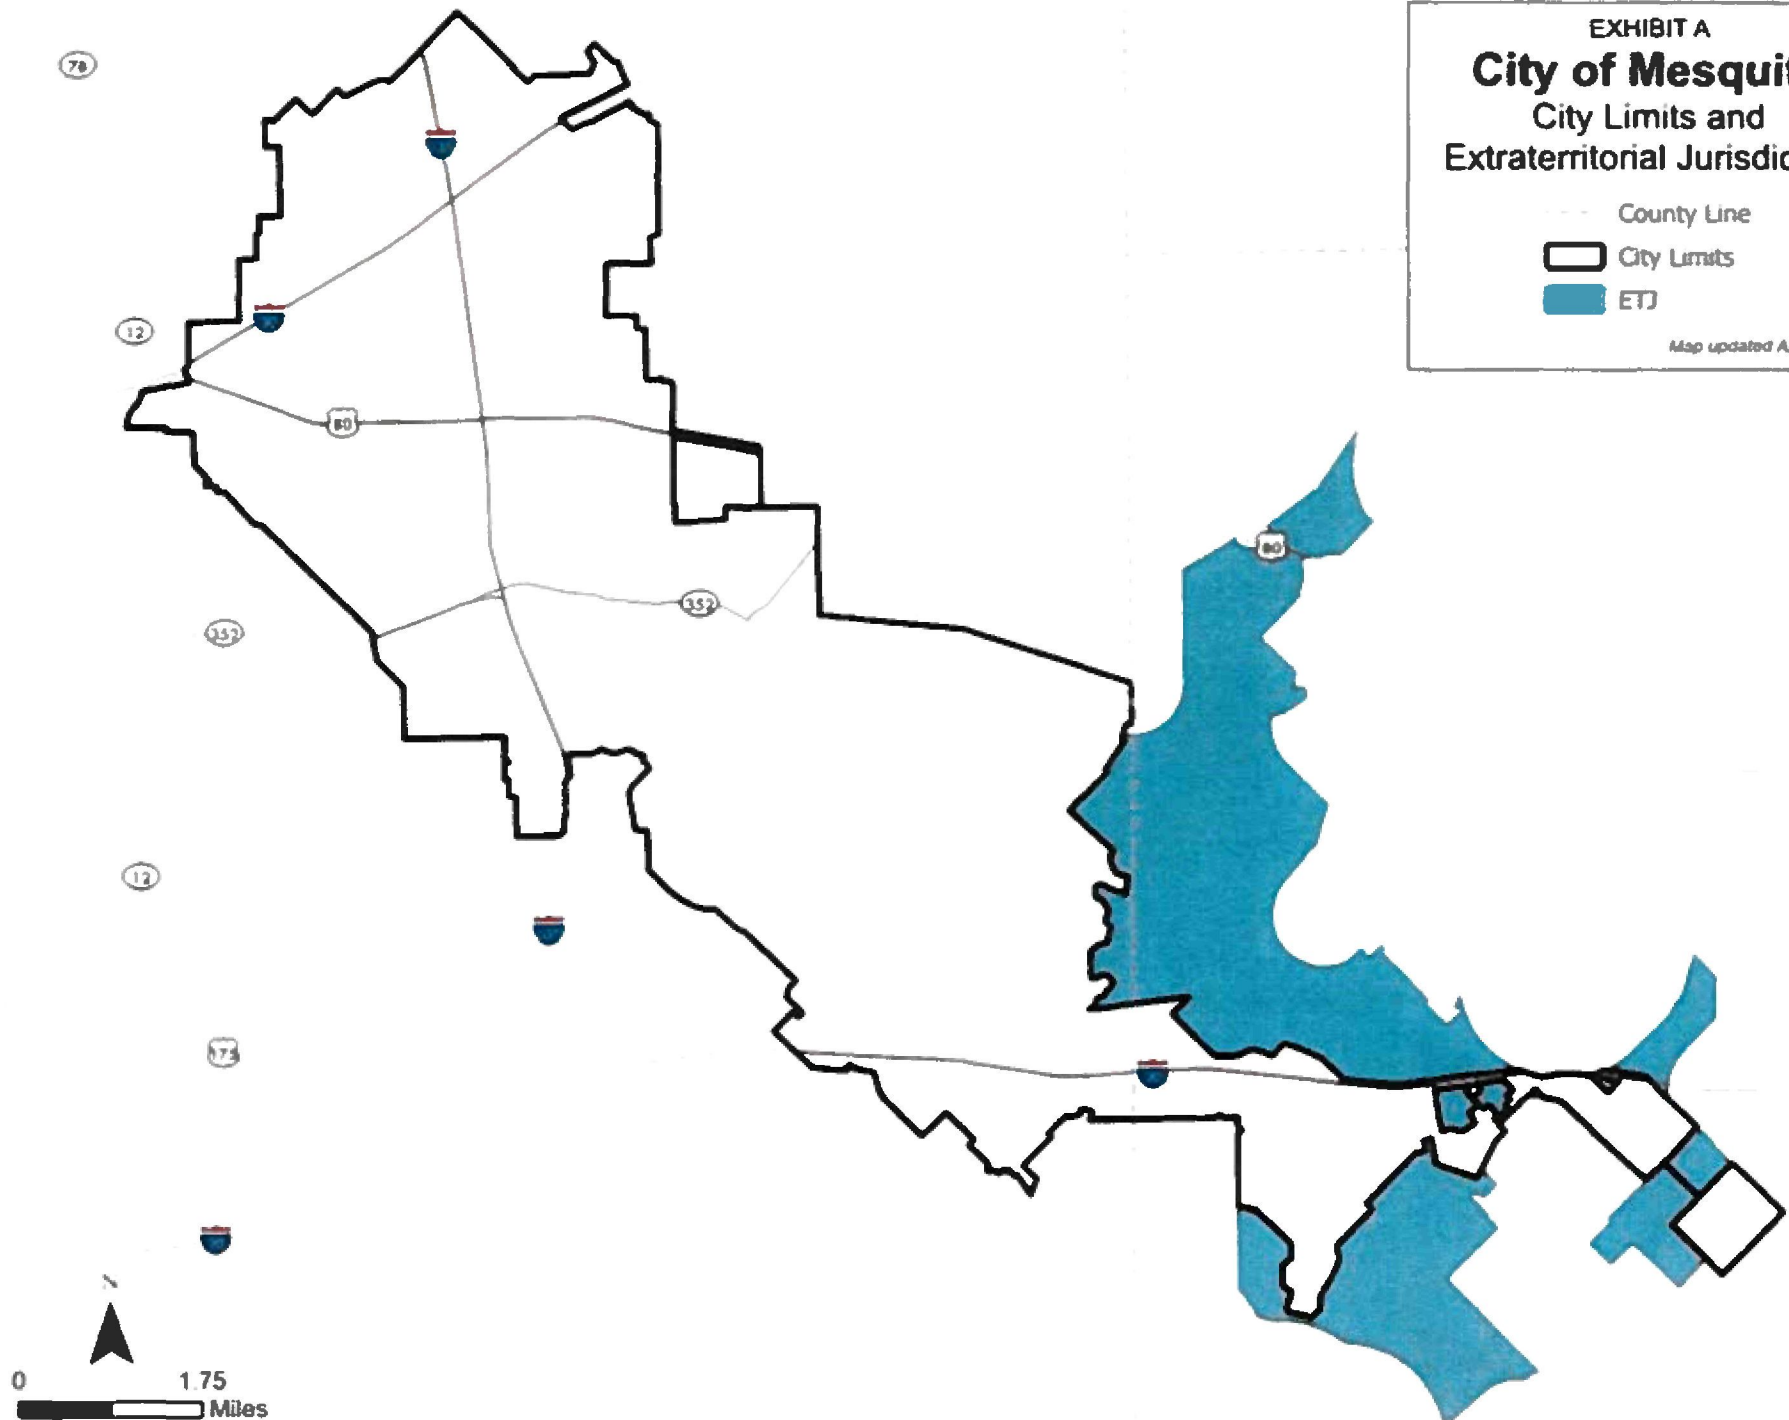 EXHIBIT A
City of Mesquit
City Limits and
Extraterritorial Jurisdic
County Line
City Limits
ETJ
Map updated A
78
12
80
80
352
352
12
175
N
0 1.75
Miles